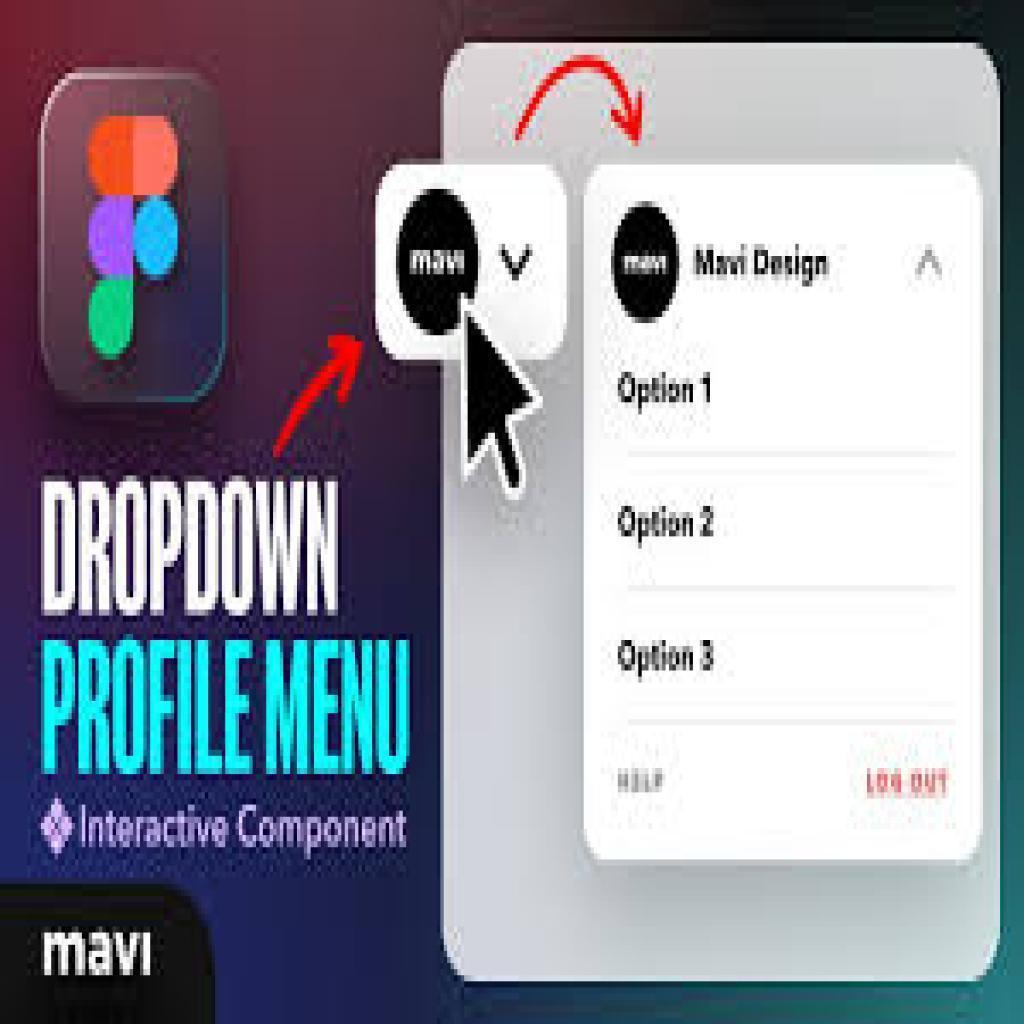 mavi
mavi Mavi Design
Option 1
Option 2
Option 3
HELP LOG OUT
DROPDOWN
PROFILE MENU
Interactive Component
mavi